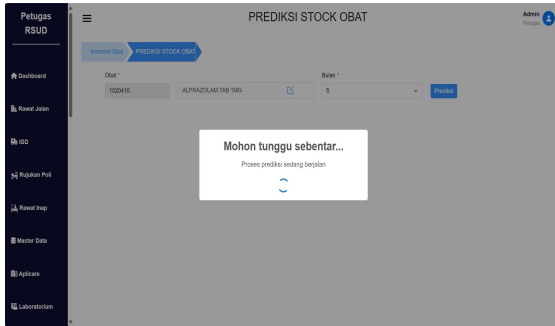 Petugas
RSUD
PREDIKSI STOCK OBAT
Admin
Petugas
Inventori Obat
PREDIKSI STOCK OBAT
Dashboard
Rawat Jalan
IGD
Rujukan Poli
Rawat Inap
Master Data
Aplicare
Laboratorium
Obat *
Bulan *
1020410
ALPRAZOLAM TAB 1MG
5
Prediksi
Mohon tunggu sebentar...
Proses prediksi sedang berjalan